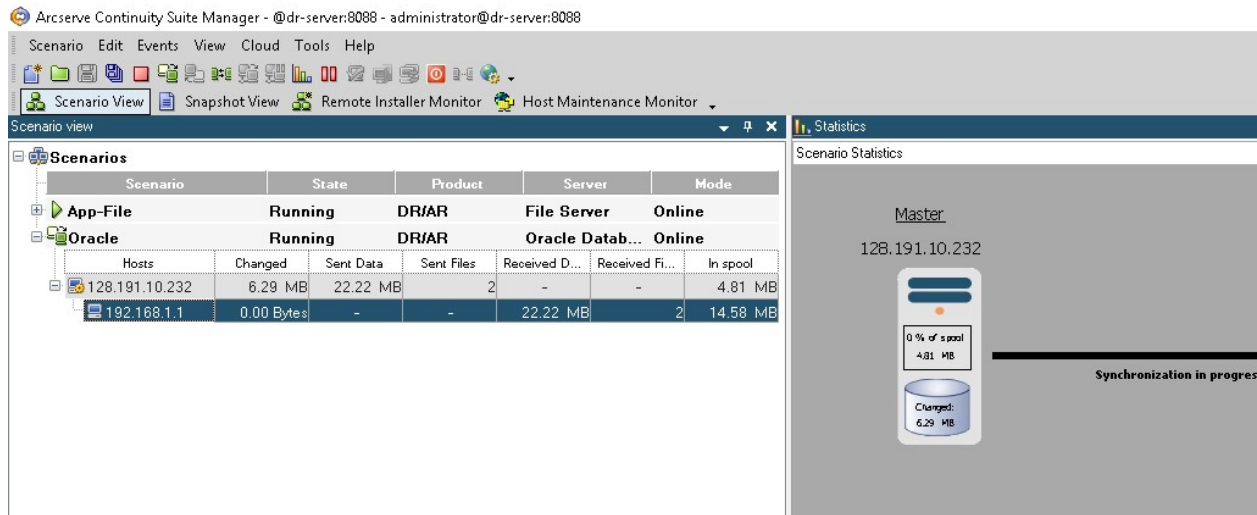 Arcserve Continuity Suite Manager - @dr-server:8088 - administrator@dr-server:8088
Scenario Edit Events View Cloud Tools Help
Scenario View Snapshot View Remote Installer Monitor Host Maintenance Monitor
Scenario view
Statistics
Scenarios
Scenario Statistics
Scenario State Product Server Mode
App-File Running DR/AR File Server Online
Oracle Running DR/AR Oracle Datab... Online
Hosts Changed Sent Data Sent Files Received D... Received Fi... In spool
128.191.10.232 6.29 MB 22.22 MB 2 - - 4.81 MB
192.168.1.1 0.00 Bytes - - 22.22 MB 2 14.58 MB
Master
128.191.10.232
0 % of spool
4.81 MB
Synchronization in progres
Changed:
6.29 MB